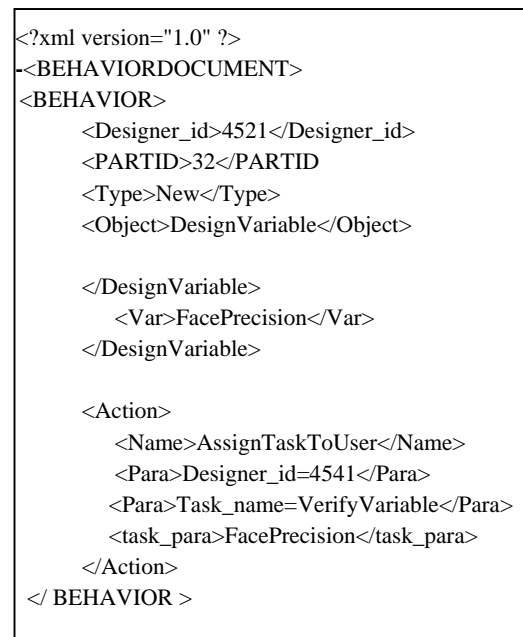 <?xml version="1.0" ?>
-<BEHAVIORDOCUMENT>
<BEHAVIOR>
<Designer_id>4521</Designer_id>
<PARTID>32</PARTID
<Type>New</Type>
<Object>DesignVariable</Object>
</DesignVariable>
<Var>FacePrecision</Var>
</DesignVariable>
<Action>
<Name>AssignTaskToUser</Name>
<Para>Designer_id=4541</Para>
<Para>Task_name=VerifyVariable</Para>
<task_para>FacePrecision</task_para>
</Action>
</ BEHAVIOR >